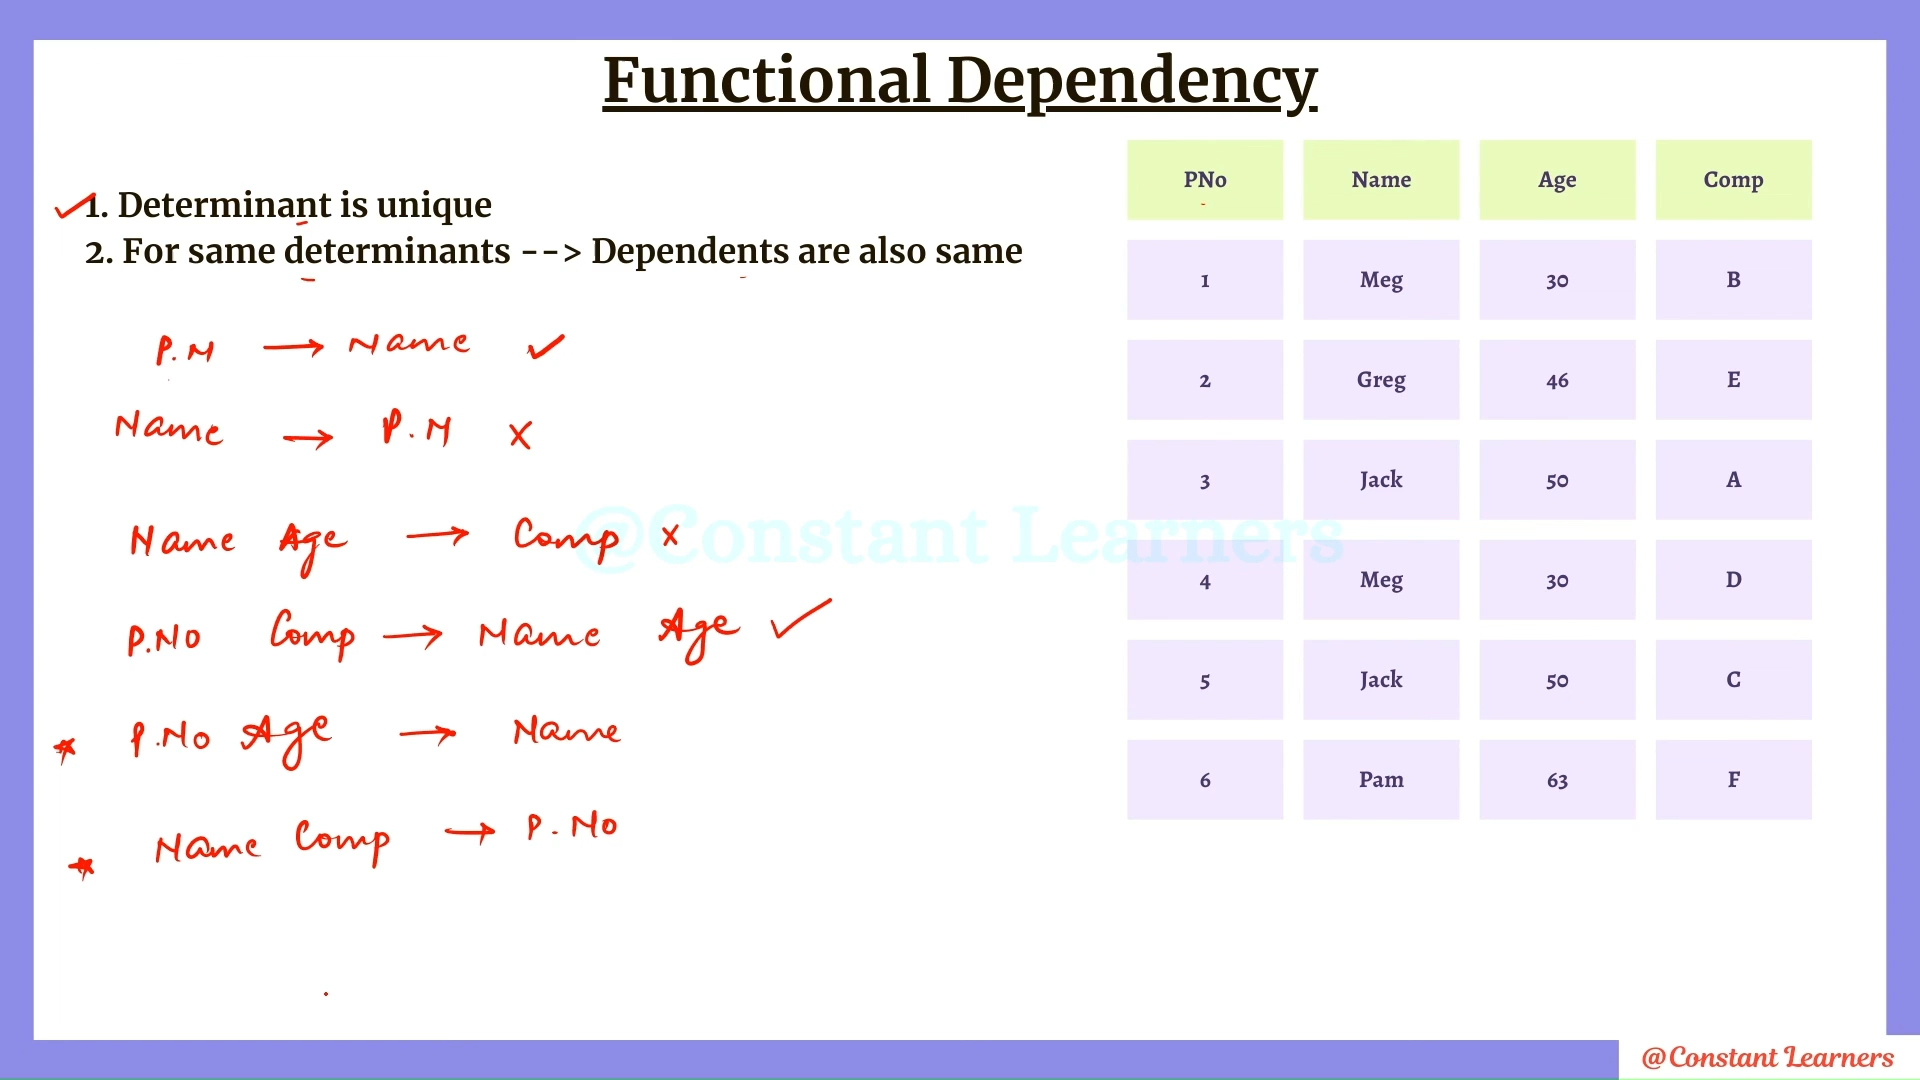 Functional Dependency
1. Determinant is unique
2. For same determinants --> Dependents are also same
P.N → Name ✓
Name → P.N X
Name Age → Comp X
P.No Comp → Name Age ✓
* P.No Age → Name
* Name Comp → P.No
PNo Name Age Comp
1 Meg 30 B
2 Greg 46 E
3 Jack 50 A
4 Meg 30 D
5 Jack 50 C
6 Pam 63 F
@Constant Learners
@Constant Learners